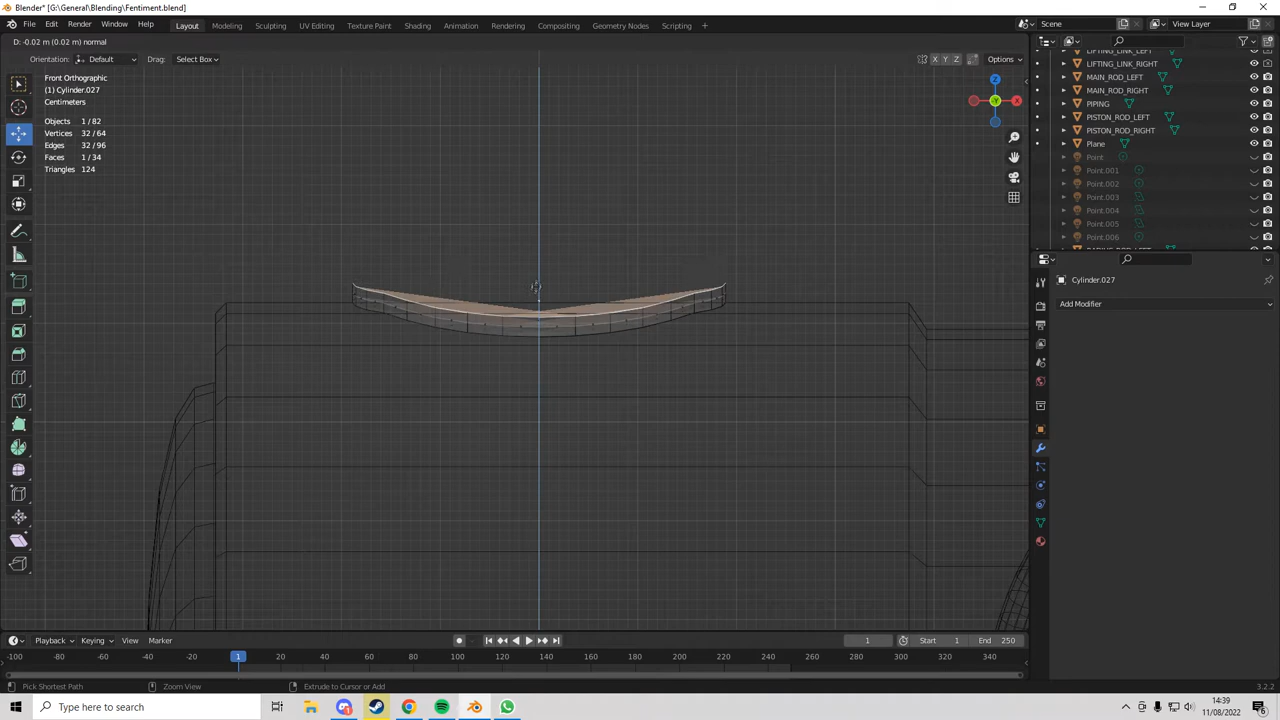 Blender* [G:\General\Blending\Fentiment.blend]
File Edit Render Window Help Layout Modeling Sculpting UV Editing Texture Paint Shading Animation Rendering Compositing Geometry Nodes Scripting Scene View Layer
D: -0.02 m (0.02 m) normal
Orientation: Default Drag: Select Box X Y Z Options
Front Orthographic
(1) Cylinder.027
Centimeters
Objects 1/82
Vertices 32/64
Edges 32/96
Faces 1/34
Triangles 124
Z
X
Y
LIFTING_LINK_LEFT
LIFTING_LINK_RIGHT
MAIN_ROD_LEFT
MAIN_ROD_RIGHT
PIPING
PISTON_ROD_LEFT
PISTON_ROD_RIGHT
Plane
Point
Point.001
Point.002
Point.003
Point.004
Point.005
Point.006
Cylinder.027
Add Modifier
Playback Keying View Marker 1 Start 1 End 250
-100 -80 -60 -40 -20 1 20 40 60 80 100 120 140 160 180 200 220 240 260 280 300 320 340
Pick Shortest Path Zoom View Extrude to Cursor or Add 3.2.2
Type here to search
14:39
11/08/2022
6